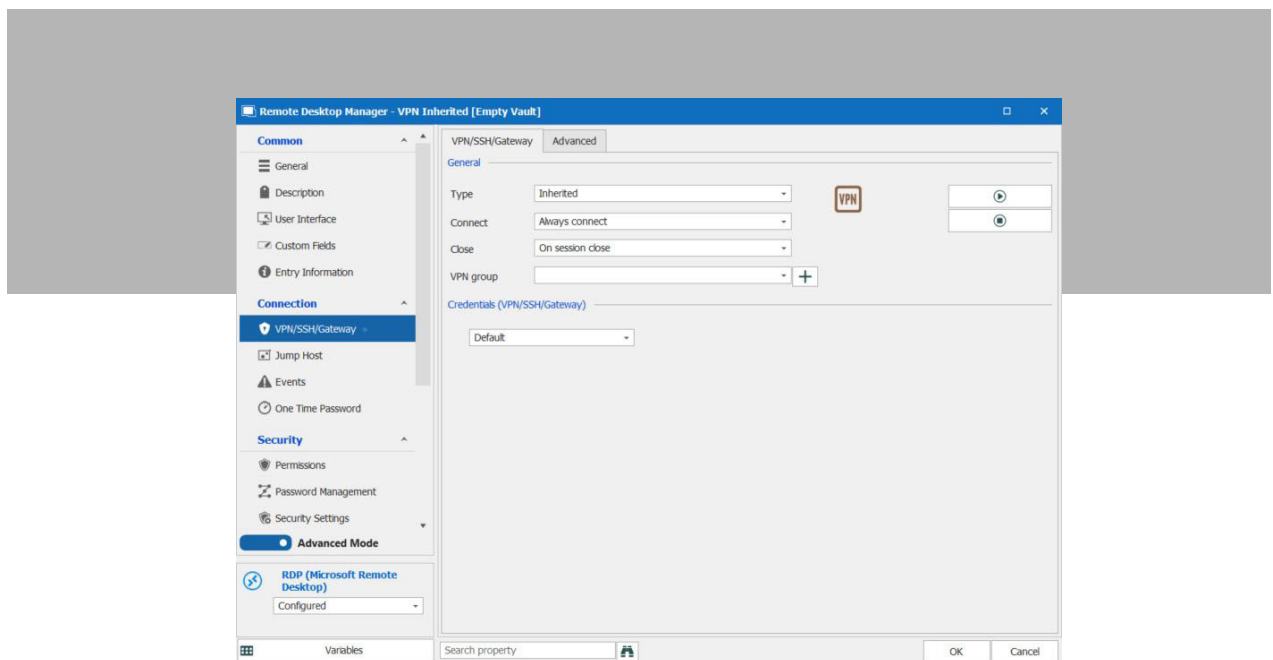 Remote Desktop Manager - VPN Inherited [Empty Vault]
Common
General
Description
User Interface
Custom Fields
Entry Information
Connection
VPN/SSH/Gateway
Jump Host
Events
One Time Password
Security
Permissions
Password Management
Security Settings
Advanced Mode
RDP (Microsoft Remote
Desktop)
Configured
Variables
VPN/SSH/Gateway Advanced
General
Type Inherited
VPN
Connect Always connect
Close On session close
VPN group
Credentials (VPN/SSH/Gateway)
Default
Search property
OK Cancel